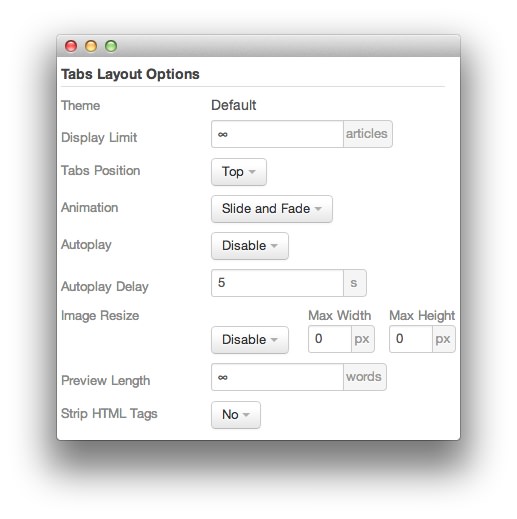 Tabs Layout Options
Theme Default
Display Limit ∞ articles
Tabs Position Top
Animation Slide and Fade
Autoplay Disable
Autoplay Delay 5 s
Image Resize Max Width Max Height
Disable 0 px 0 px
Preview Length ∞ words
Strip HTML Tags No